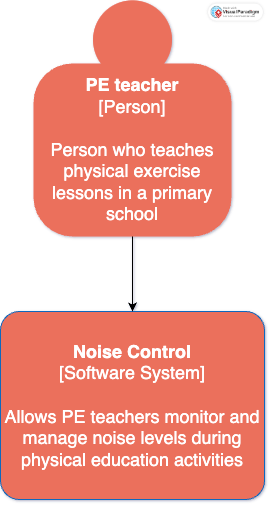 Visual Paradigm
PE teacher
[Person]
Person who teaches
physical exercise
lessons in a primary
school
Noise Control
[Software System]
Allows PE teachers monitor and
manage noise levels during
physical education activities